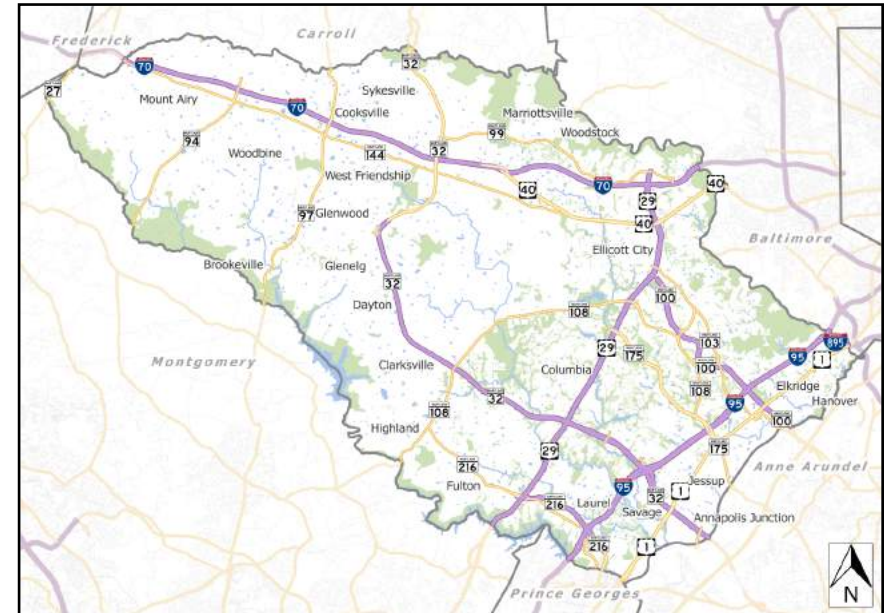 Frederick
Carroll
32
70
27
Mount Airy
Sykesville
70
Cooksville
Marriottsville
94
99
Woodstock
Woodbine
144
32
West Friendship
40
70
29
40
97
Glenwood
40
Ellicott City
Baltimore
Brookeville
Glenelg
32
100
Dayton
108
103
895
29
175
95
1
Montgomery
Clarksville
Columbia
100
108
Elkridge
32
95
Hanover
108
100
Highland
29
175
216
Anne Arundel
Fulton
95
Jessup
1
216
Laurel
32
Savage
Annapolis Junction
216
1
N
Prince Georges